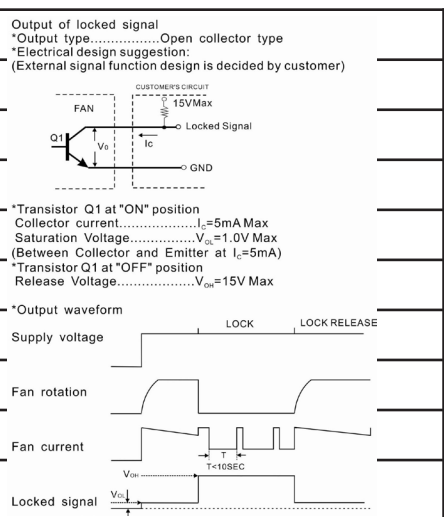 Output of locked signal
*Output type.................Open collector type
*Electrical design suggestion:
(External signal function design is decided by customer)
CUSTOMER'S CIRCUIT
15VMax
FAN
Locked Signal
Q1
Vo
Ic
GND
*Transistor Q1 at "ON" position
Collector current...................IC=5mA Max
Saturation Voltage................VOL=1.0V Max
(Between Collector and Emitter at IC=5mA)
*Transistor Q1 at "OFF" position
Release Voltage...................VOH=15V Max
*Output waveform
LOCK
LOCK RELEASE
Supply voltage
Fan rotation
Fan current
T
T<10SEC
VOH
VOL
Locked signal